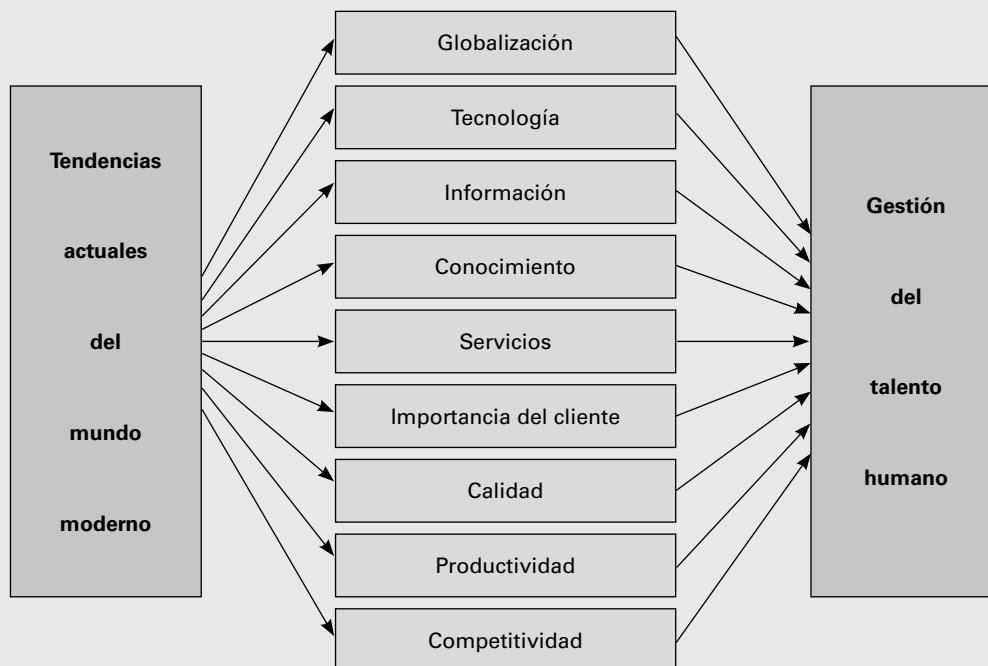 Tendencias
actuales
del
mundo
moderno
Globalización
Tecnología
Información
Conocimiento
Servicios
Importancia del cliente
Calidad
Productividad
Competitividad
Gestión
del
talento
humano